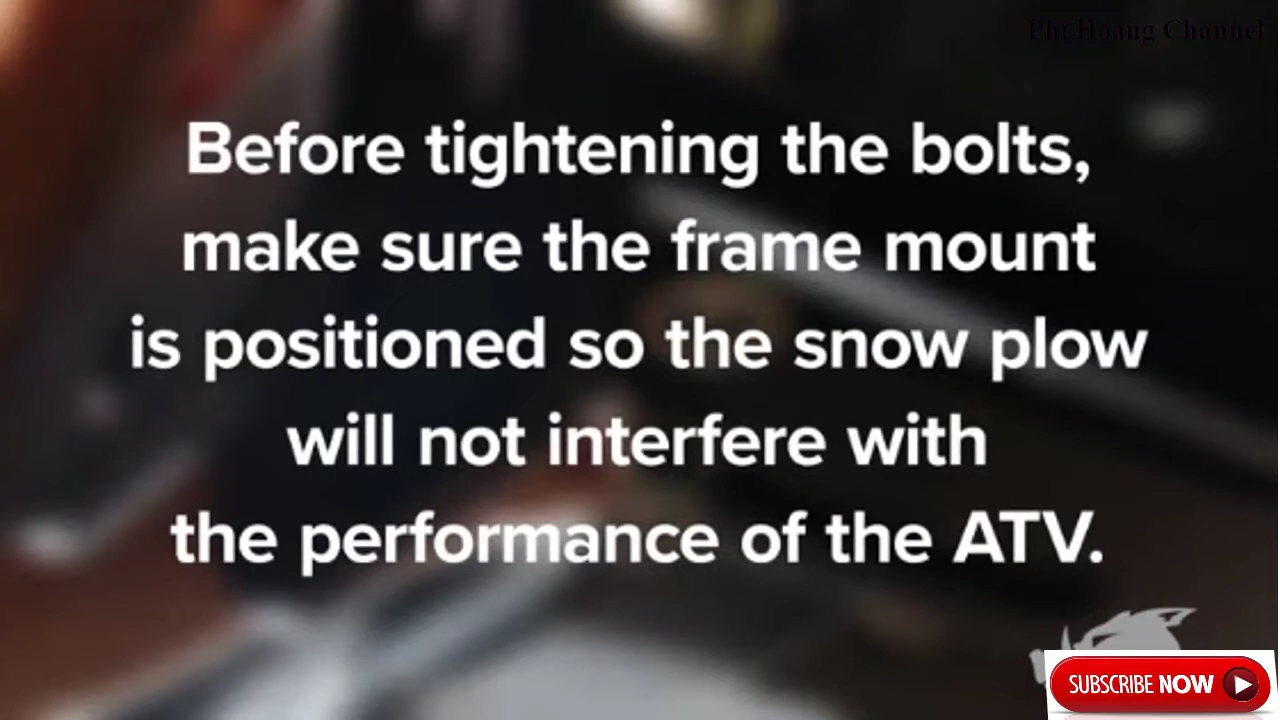 Phi Hoang Channel
Before tightening the bolts,
make sure the frame mount
is positioned so the snow plow
will not interfere with
the performance of the ATV.
SUBSCRIBE NOW